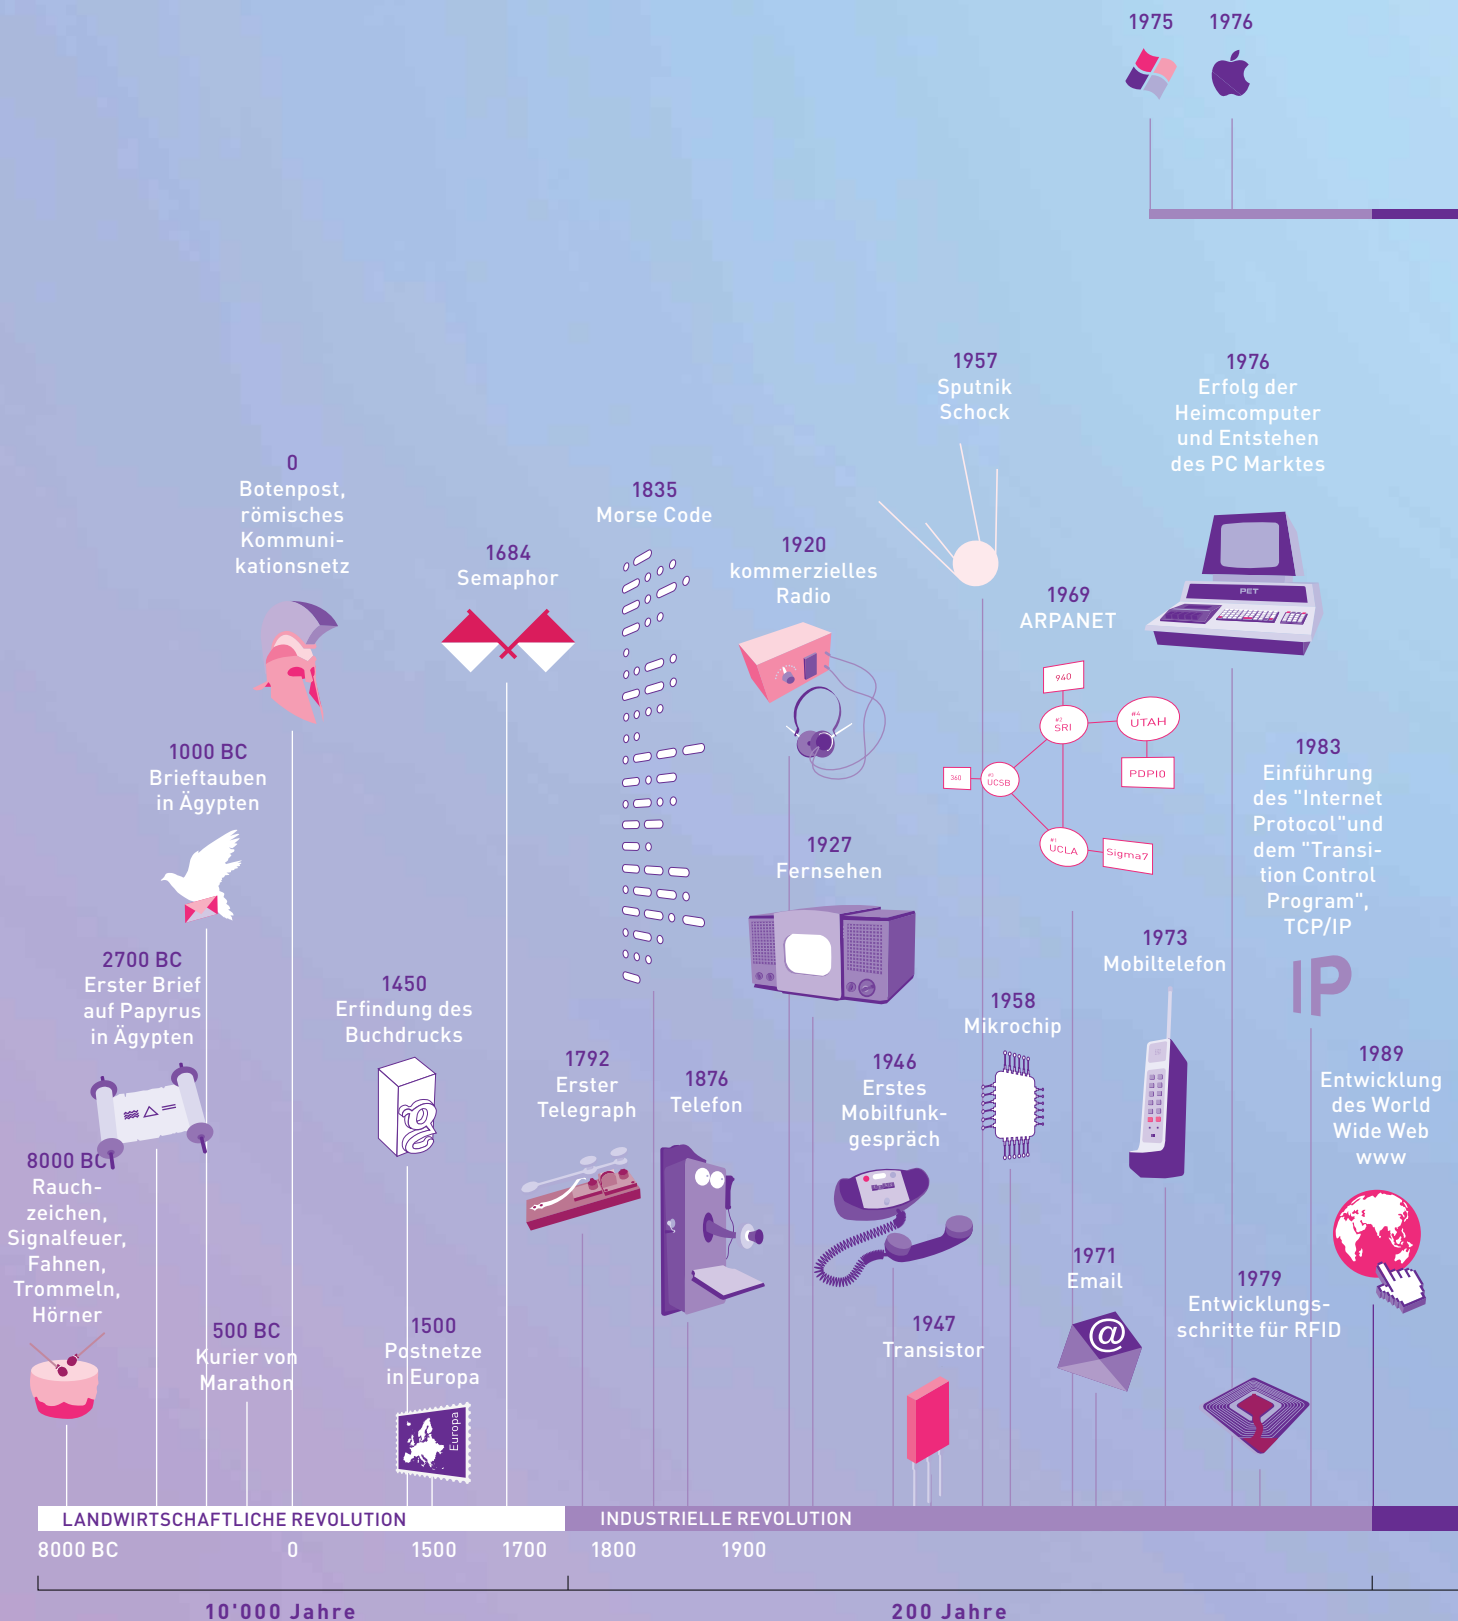 1975
1976
1957
Sputnik
Schock
1976
Erfolg der
Heimcomputer
und Entstehen
des PC Marktes
PET
0
Botenpost,
römisches
Kommuni-
kationsnetz
1835
Morse Code
1684
Semaphor
1920
kommerzielles
Radio
1969
ARPANET
940
#2
SRI
#4
UTAH
360
#3
UCSB
PDP10
#1
UCLA
Sigma7
1000 BC
Brieftauben
in Ägypten
1983
Einführung
des "Internet
Protocol"und
dem "Transi-
tion Control
Program",
TCP/IP
IP
1927
Fernsehen
2700 BC
Erster Brief
auf Papyrus
in Ägypten
1450
Erfindung des
Buchdrucks
g
1973
Mobiltelefon
1958
Mikrochip
1792
Erster
Telegraph
1876
Telefon
1946
Erstes
Mobilfunk-
gespräch
1989
Entwicklung
des World
Wide Web
www
8000 BC
Rauch-
zeichen,
Signalfeuer,
Fahnen,
Trommeln,
Hörner
1971
Email
@
1979
Entwicklungs-
schritte für RFID
500 BC
Kurier von
Marathon
1500
Postnetze
in Europa
Europa
1947
Transistor
LANDWIRTSCHAFTLICHE REVOLUTION
INDUSTRIELLE REVOLUTION
8000 BC
0
1500
1700
1800
1900
10'000 Jahre
200 Jahre